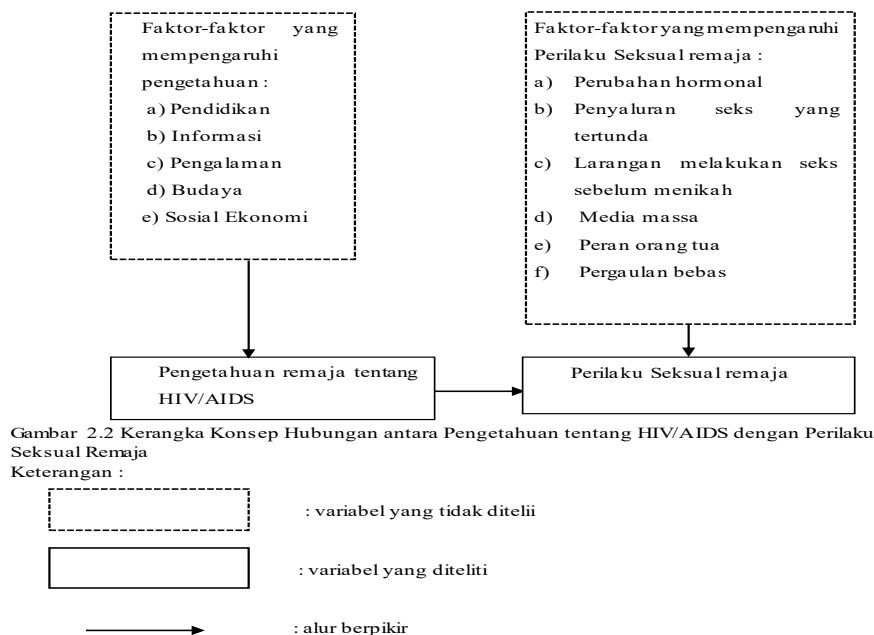 Faktor-faktor yang
mempengaruhi
pengetahuan :
a) Pendidikan
b) Informasi
c) Pengalaman
d) Budaya
e) Sosial Ekonomi
Faktor-faktor yang mempengaruhi
Perilaku Seksual remaja :
a) Perubahan hormonal
b) Penyaluran seks yang
tertunda
c) Larangan melakukan seks
sebelum menikah
d) Media massa
e) Peran orang tua
f) Pergaulan bebas
Pengetahuan remaja tentang
HIV/AIDS
Perilaku Seksual remaja
Gambar 2.2 Kerangka Konsep Hubungan antara Pengetahuan tentang HIV/AIDS dengan Perilaku
Seksual Remaja
Keterangan :
: variabel yang tidak ditelii
: variabel yang diteliti
: alur berpikir